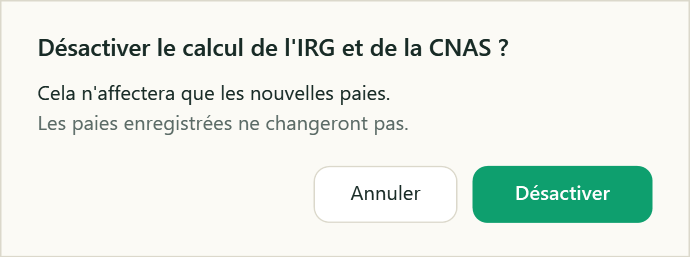 Désactiver le calcul de l'IRG et de la CNAS ?
Cela n'affectera que les nouvelles paies.
Les paies enregistrées ne changeront pas.
Annuler
Désactiver